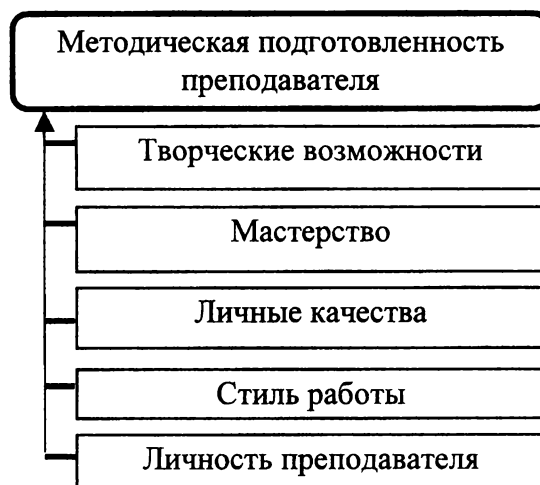 Методическая подготовленность
преподавателя
Творческие возможности
Мастерство
Личные качества
Стиль работы
Личность преподавателя